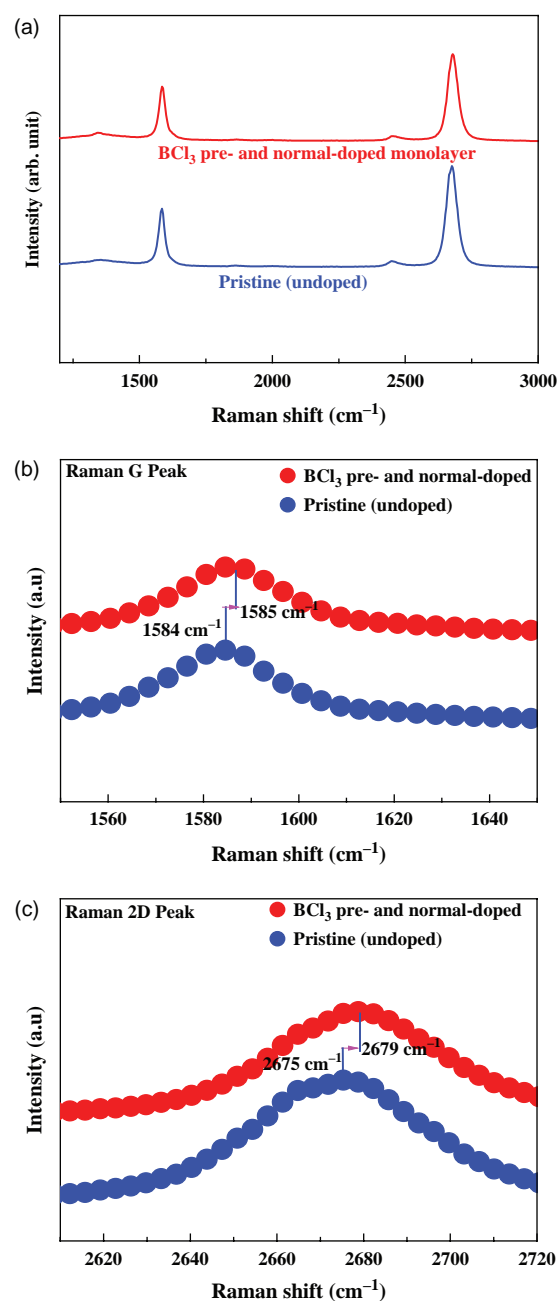 (a)
Intensity (arb. unit)
BCl₃ pre- and normal-doped monolayer
Pristine (undoped)
1500 2000 2500 3000
Raman shift (cm⁻¹)
(b)
Raman G Peak
BCl₃ pre- and normal-doped
Pristine (undoped)
1585 cm⁻¹
1584 cm⁻¹
Intensity (a.u)
1560 1580 1600 1620 1640
Raman shift (cm⁻¹)
(c)
Raman 2D Peak
BCl₃ pre- and normal-doped
Pristine (undoped)
2679 cm⁻¹
2675 cm⁻¹
Intensity (a.u)
2620 2640 2660 2680 2700 2720
Raman shift (cm⁻¹)